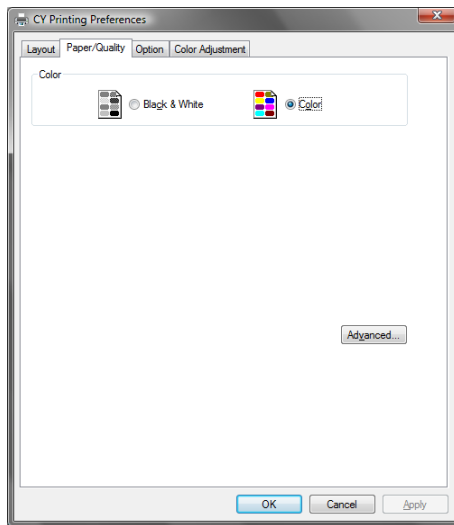 CY Printing Preferences
Layout Paper/Quality Option Color Adjustment
Color
Black & White Color
Advanced...
OK Cancel Apply